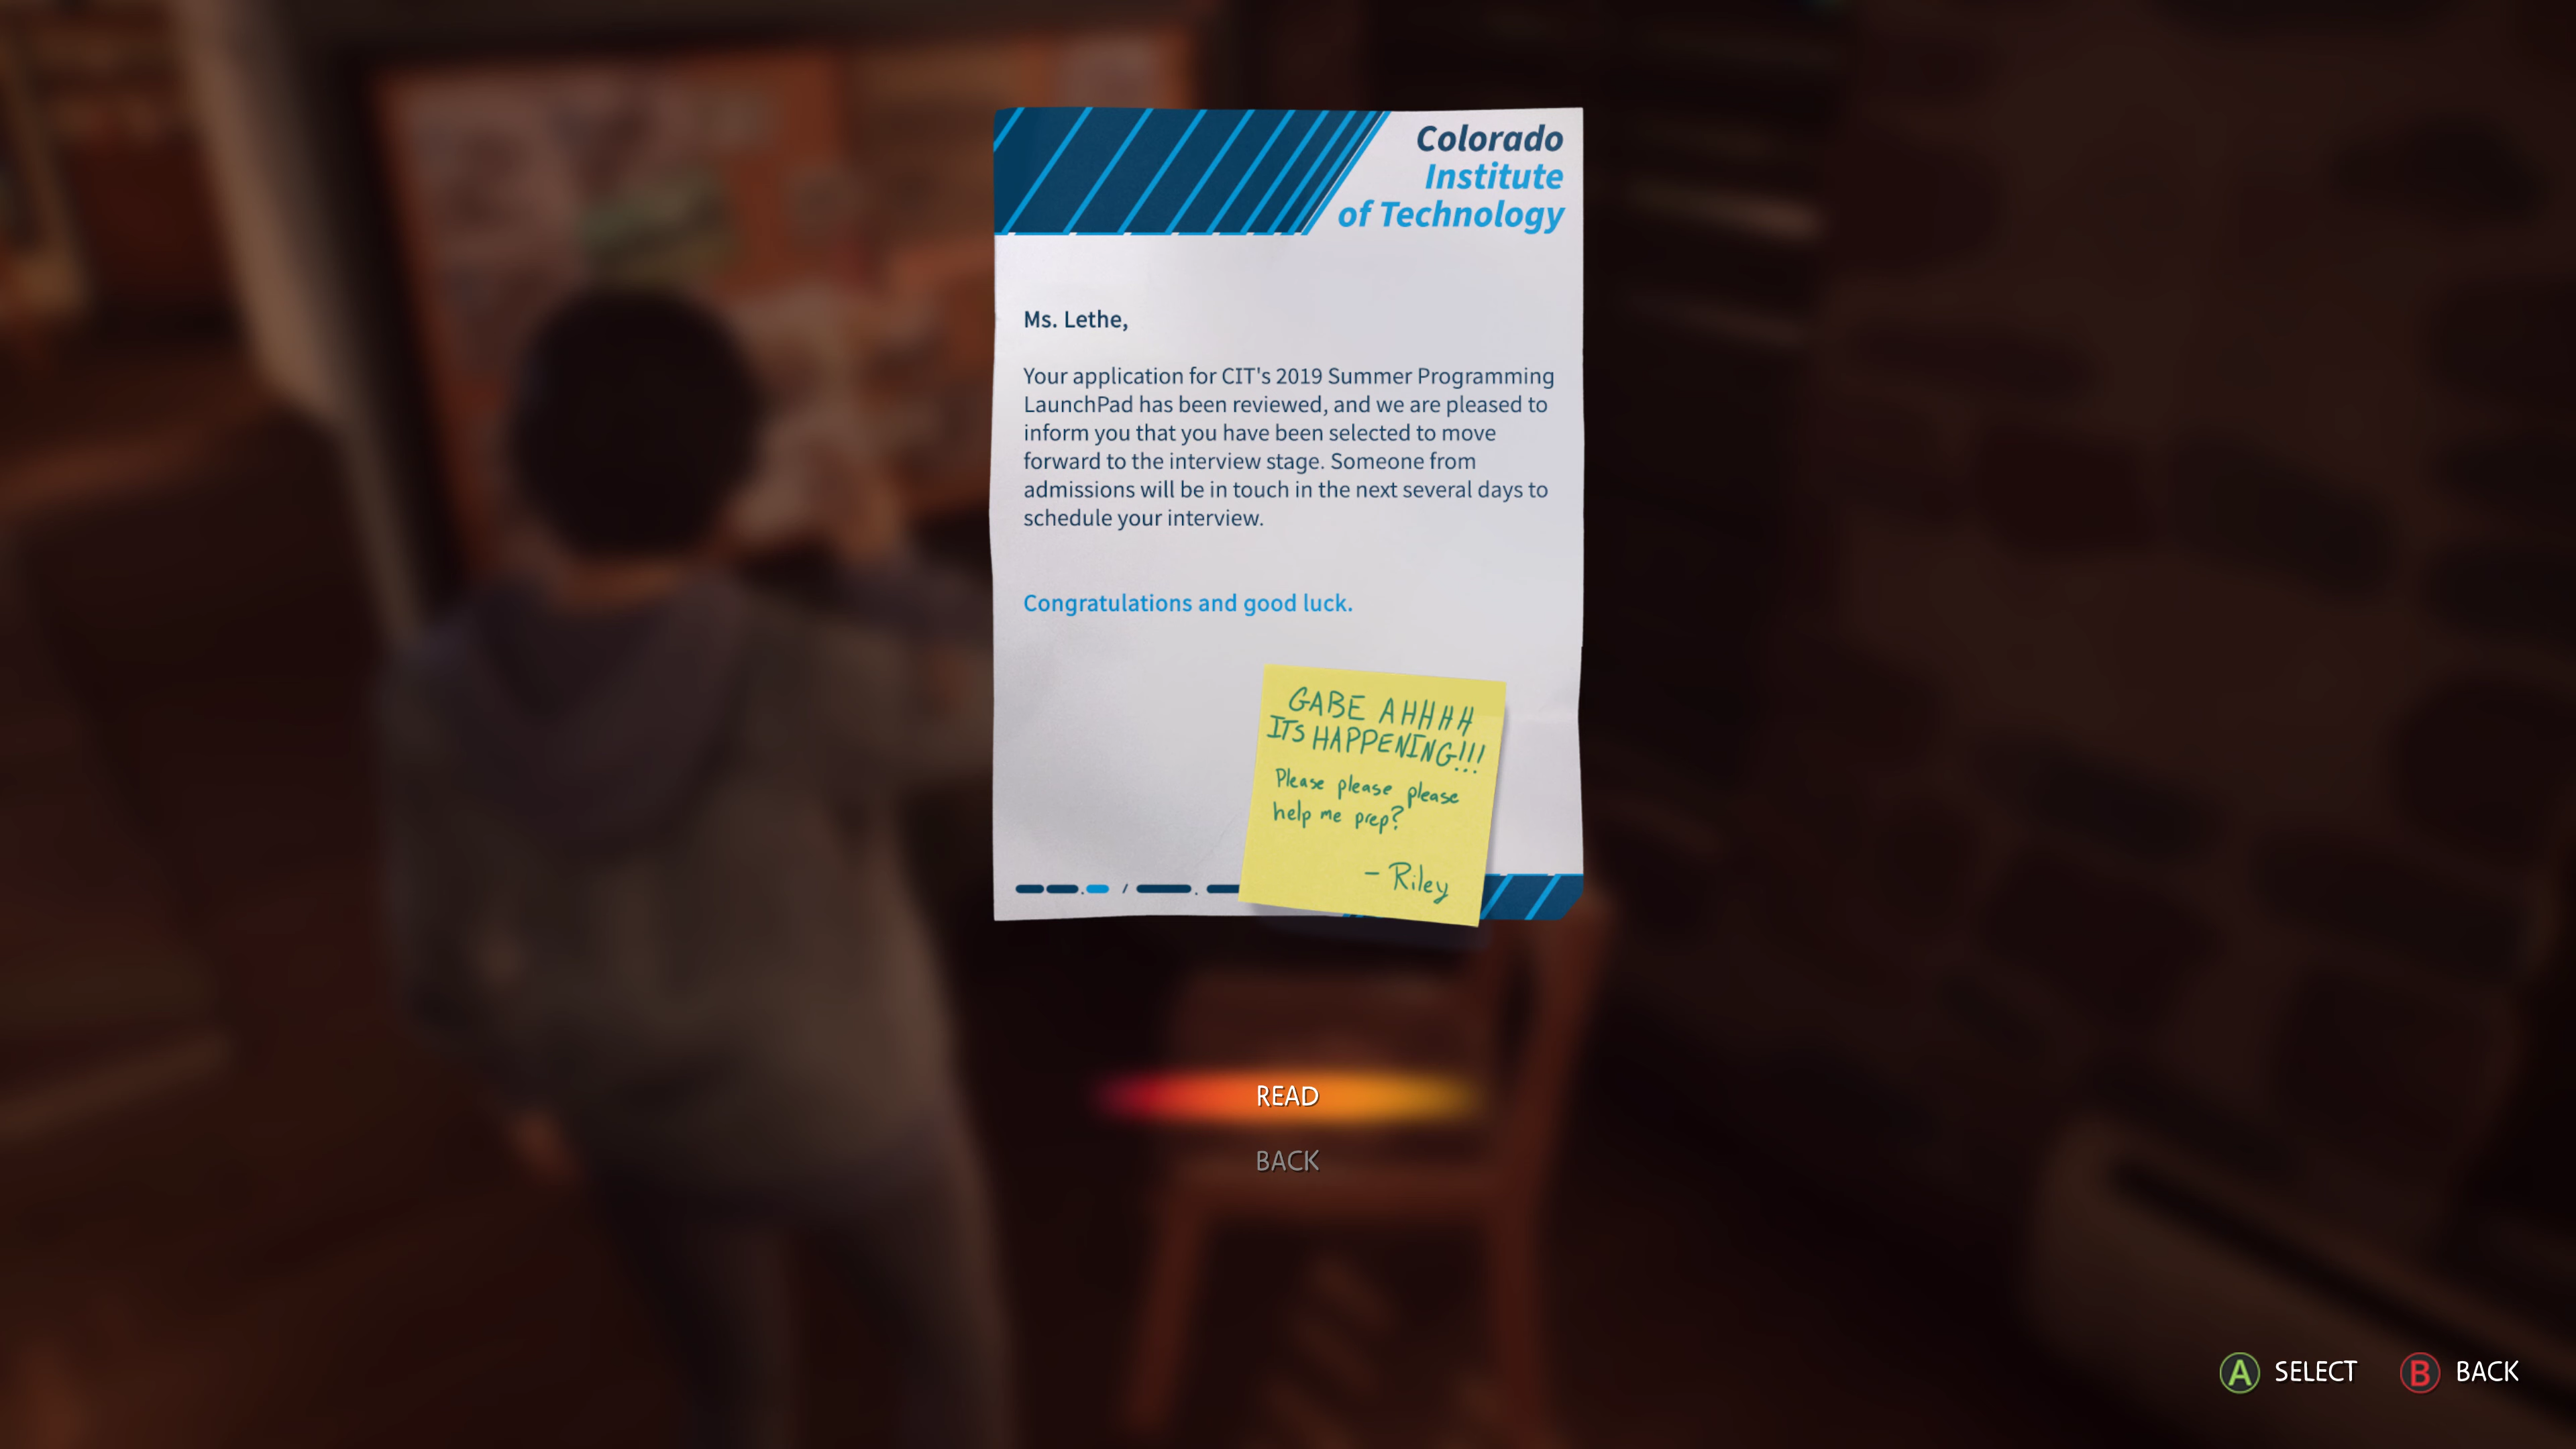 Colorado
Institute
of Technology
Ms. Lethe,
Your application for CIT's 2019 Summer Programming
LaunchPad has been reviewed, and we are pleased to
inform you that you have been selected to move
forward to the interview stage. Someone from
admissions will be in touch in the next several days to
schedule your interview.
Congratulations and good luck.
GABE AHHHH
ITS HAPPENING!!!
Please please please
help me prep?
– Riley
READ
BACK
A SELECT B BACK